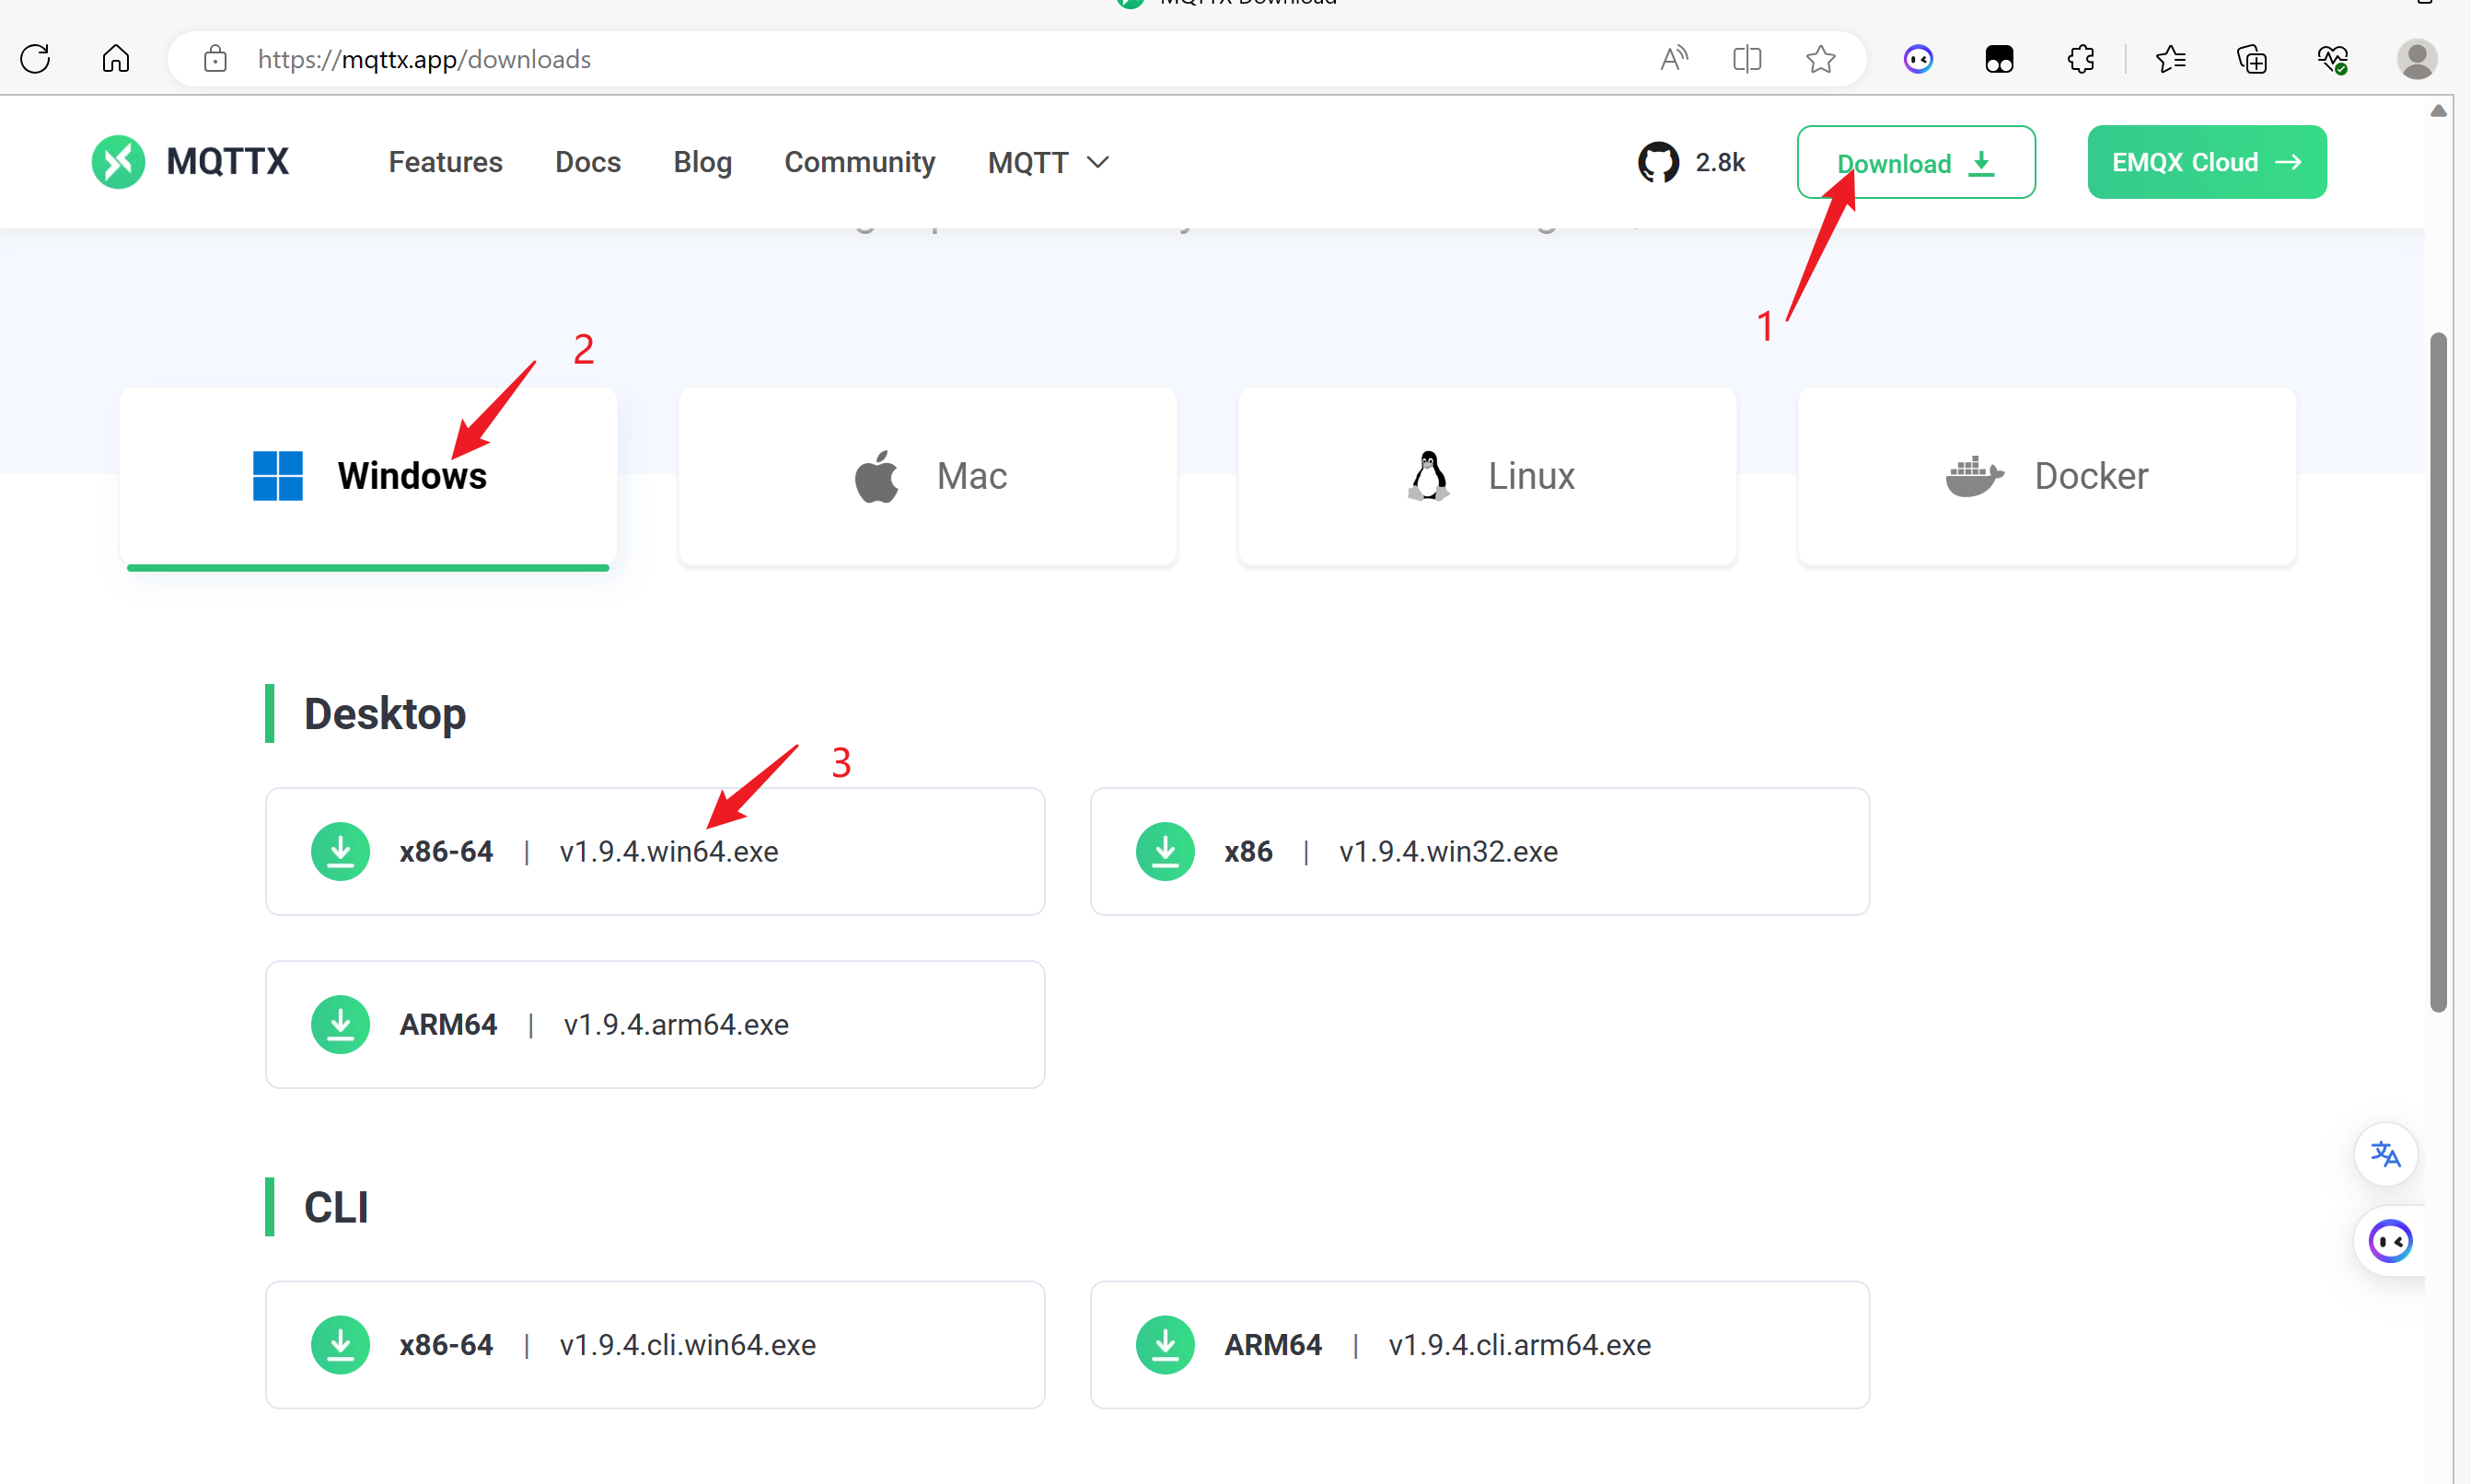 MQTTX Download
https://mqttx.app/downloads
MQTTX Features Docs Blog Community MQTT 2.8k Download EMQX Cloud →
1
2
Windows Mac Linux Docker
Desktop
3
x86-64 | v1.9.4.win64.exe x86 | v1.9.4.win32.exe
ARM64 | v1.9.4.arm64.exe
CLI
x86-64 | v1.9.4.cli.win64.exe ARM64 | v1.9.4.cli.arm64.exe